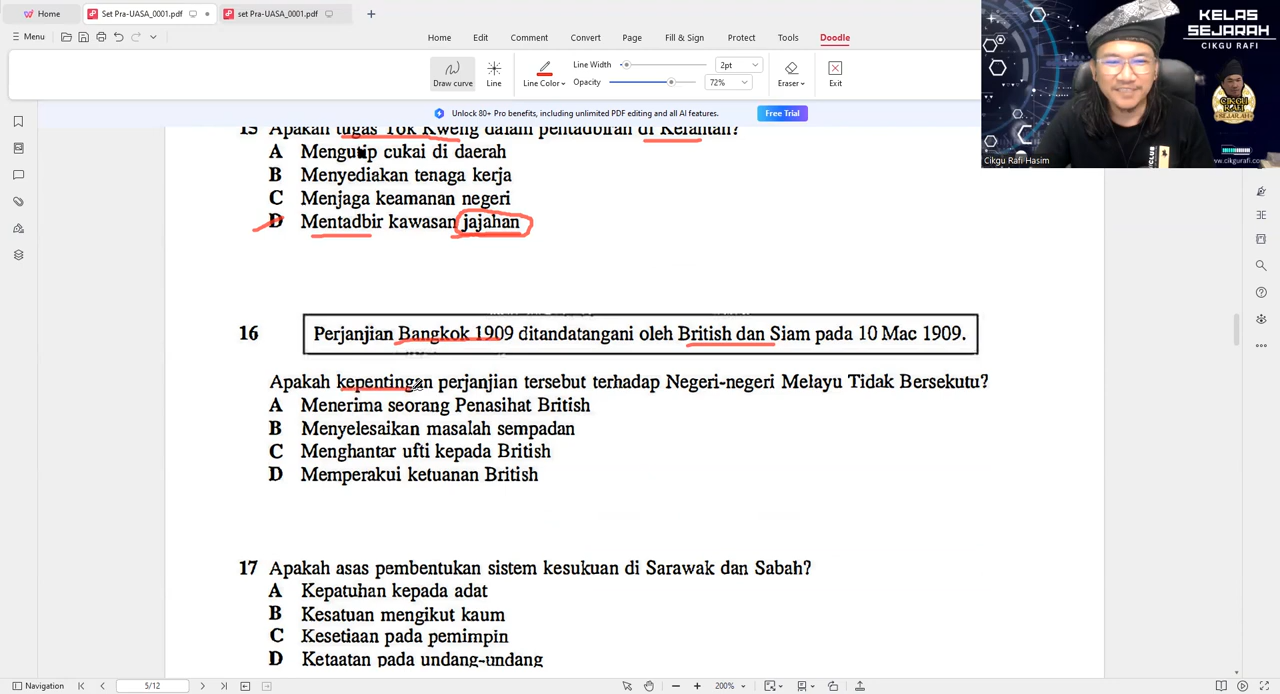 Home
Set Pra-UASA_0001.pdf
set Pra-UASA_0001.pdf
Menu
Home Edit Comment Convert Page Fill & Sign Protect Tools Doodle
Draw curve
Line
Line Color
Line Width
2pt
Opacity
72%
Eraser
Exit
Unlock 80+ Pro benefits, including unlimited PDF editing and all AI features.
Free Trial
KELAS
SEJARAH
CIKGU RAFI
CIKGU
RAFI
SEJARAH
www.cikgurafi.com
Cikgu Rafi Hasim
15 Apakah tugas Tok Kweng dalam pentadbiran di Kelantan?
A Mengutip cukai di daerah
B Menyediakan tenaga kerja
C Menjaga keamanan negeri
D Mentadbir kawasan jajahan
16 Perjanjian Bangkok 1909 ditandatangani oleh British dan Siam pada 10 Mac 1909.
Apakah kepentingan perjanjian tersebut terhadap Negeri-negeri Melayu Tidak Bersekutu?
A Menerima seorang Penasihat British
B Menyelesaikan masalah sempadan
C Menghantar ufti kepada British
D Memperakui ketuanan British
17 Apakah asas pembentukan sistem kesukuan di Sarawak dan Sabah?
A Kepatuhan kepada adat
B Kesatuan mengikut kaum
C Kesetiaan pada pemimpin
D Ketaatan pada undang-undang
Navigation
5/12
200%